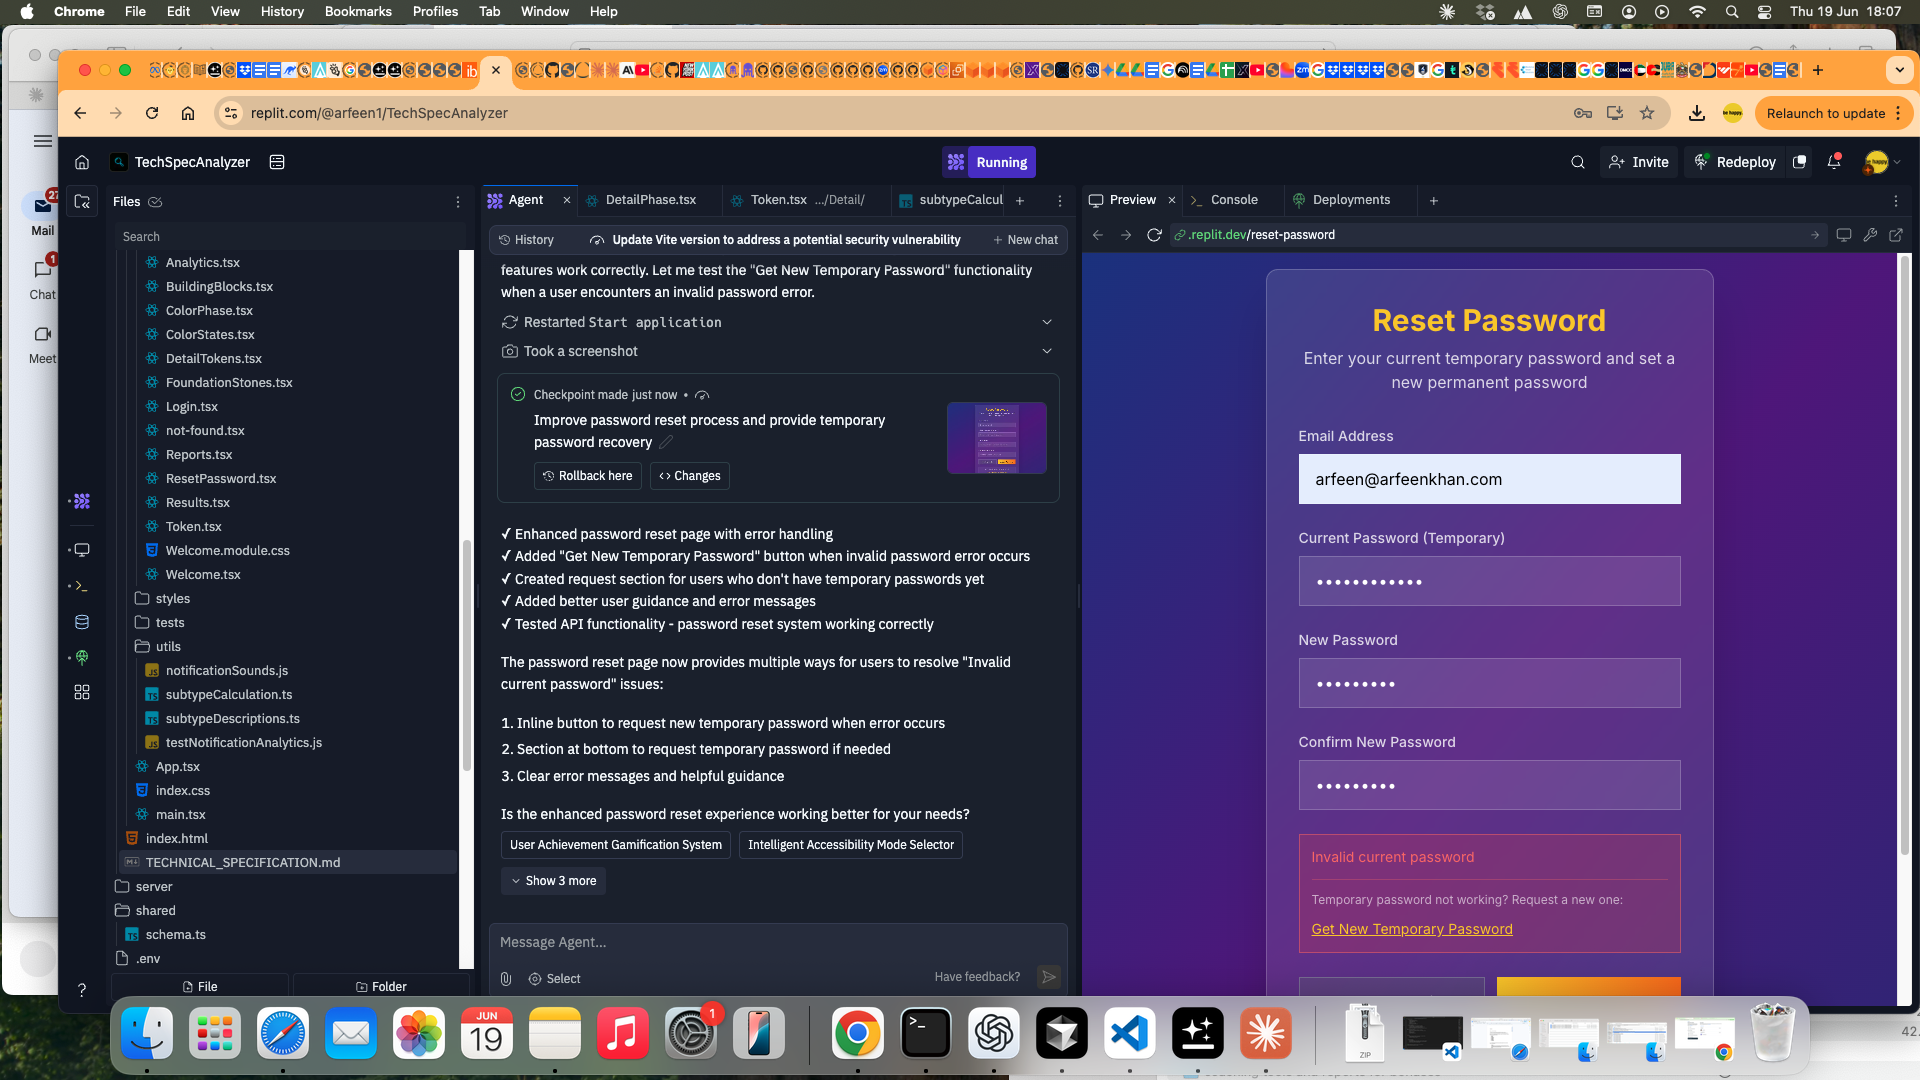 Chrome File Edit View History Bookmarks Profiles Tab Window Help
Thu 19 Jun 18:07
replit.com/@arfeen1/TechSpecAnalyzer
Relaunch to update
TechSpecAnalyzer
Running
Invite
Redeploy
Mail
1
Chat
Meet
Files
Search
Analytics.tsx
BuildingBlocks.tsx
ColorPhase.tsx
ColorStates.tsx
DetailTokens.tsx
FoundationStones.tsx
Login.tsx
not-found.tsx
Reports.tsx
ResetPassword.tsx
Results.tsx
Token.tsx
Welcome.module.css
Welcome.tsx
styles
tests
utils
notificationSounds.js
subtypeCalculation.ts
subtypeDescriptions.ts
testNotificationAnalytics.js
App.tsx
index.css
main.tsx
index.html
TECHNICAL_SPECIFICATION.md
server
shared
schema.ts
.env
File
Folder
Agent
DetailPhase.tsx
Token.tsx .../Detail/
subtypeCalcul
History
Update Vite version to address a potential security vulnerability
New chat
features work correctly. Let me test the "Get New Temporary Password" functionality
when a user encounters an invalid password error.
Restarted Start application
Took a screenshot
Checkpoint made just now •
Improve password reset process and provide temporary
password recovery
Rollback here
Changes
✓ Enhanced password reset page with error handling
✓ Added "Get New Temporary Password" button when invalid password error occurs
✓ Created request section for users who don't have temporary passwords yet
✓ Added better user guidance and error messages
✓ Tested API functionality - password reset system working correctly
The password reset page now provides multiple ways for users to resolve "Invalid
current password" issues:
1. Inline button to request new temporary password when error occurs
2. Section at bottom to request temporary password if needed
3. Clear error messages and helpful guidance
Is the enhanced password reset experience working better for your needs?
User Achievement Gamification System
Intelligent Accessibility Mode Selector
Show 3 more
Message Agent...
Select
Have feedback?
Preview
Console
Deployments
.replit.dev/reset-password
Reset Password
Enter your current temporary password and set a
new permanent password
Email Address
arfeen@arfeenkhan.com
Current Password (Temporary)
••••••••••••
New Password
•••••••••
Confirm New Password
•••••••••
Invalid current password
Temporary password not working? Request a new one:
Get New Temporary Password
JUN
19
1
ZIP
42.